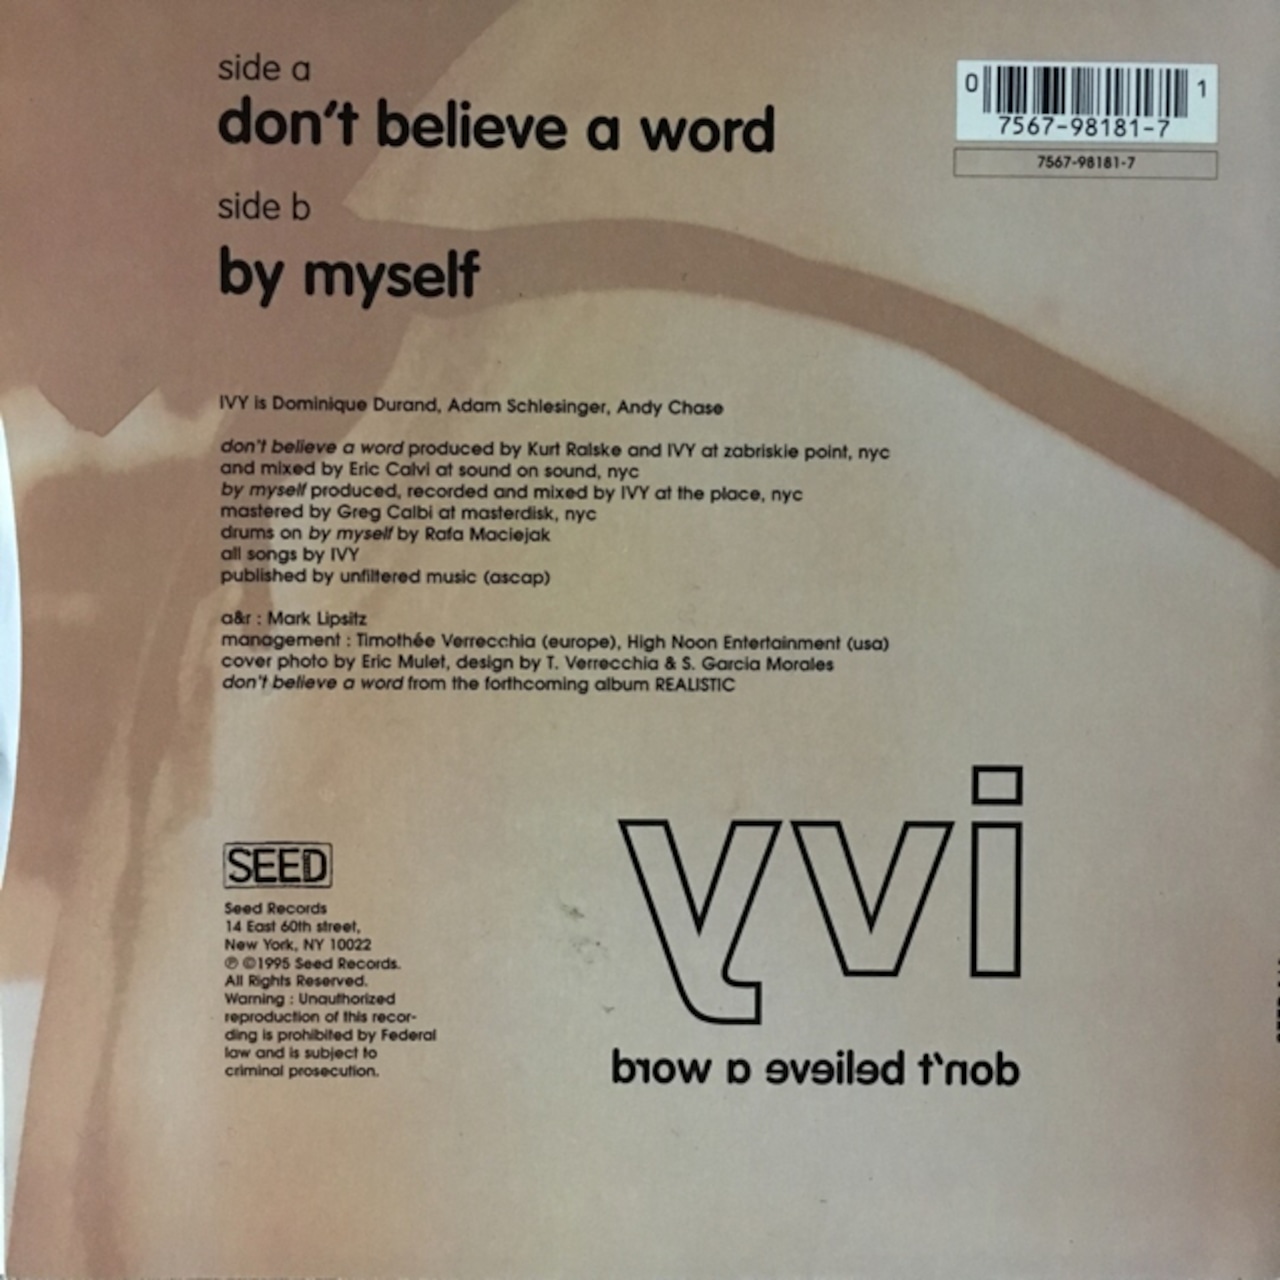 side a
don't believe a word
side b
by myself
0 1
7567-98181-7
7567-98181-7
IVY is Dominique Durand, Adam Schlesinger, Andy Chase
don't believe a word produced by Kurt Ralske and IVY at zabriskie point, nyc
and mixed by Eric Calvi at sound on sound, nyc
by myself produced, recorded and mixed by IVY at the place, nyc
mastered by Greg Calbi at masterdisk, nyc
drums on by myself by Rafa Maciejak
all songs by IVY
published by unfiltered music (ascap)
a&r : Mark Lipsitz
management : Timothée Verrecchia (europe), High Noon Entertainment (usa)
cover photo by Eric Mulet, design by T. Verrecchia & S. Garcia Morales
don't believe a word from the forthcoming album REALISTIC
SEED
Seed Records
14 East 60th street,
New York, NY 10022
℗ ©1995 Seed Records.
All Rights Reserved.
Warning : Unauthorized
reproduction of this recor-
ding is prohibited by Federal
law and is subject to
criminal prosecution.
ivy
don't believe a word